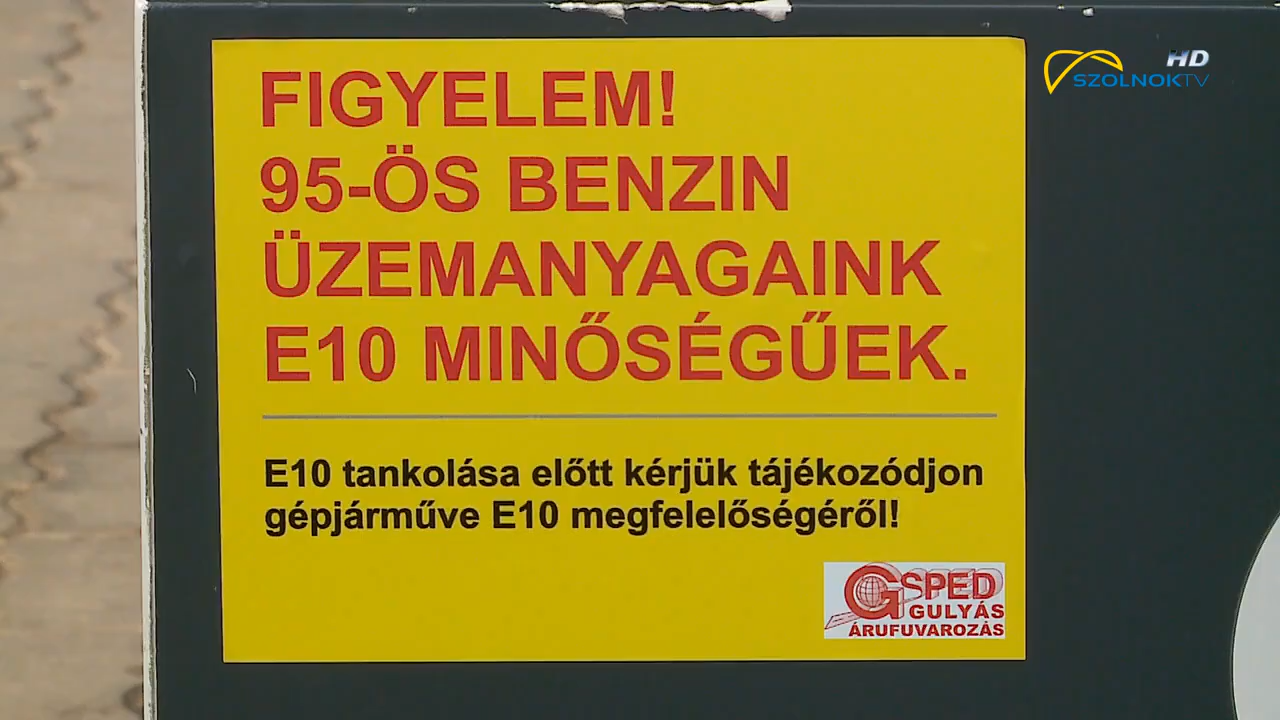 HD
SZOLNOKTV
FIGYELEM!
95-ÖS BENZIN
ÜZEMANYAGAINK
E10 MINŐSÉGŰEK.
E10 tankolása előtt kérjük tájékozódjon
gépjárműve E10 megfelelőségéről!
GSPED
GULYÁS
ÁRUFUVAROZÁS